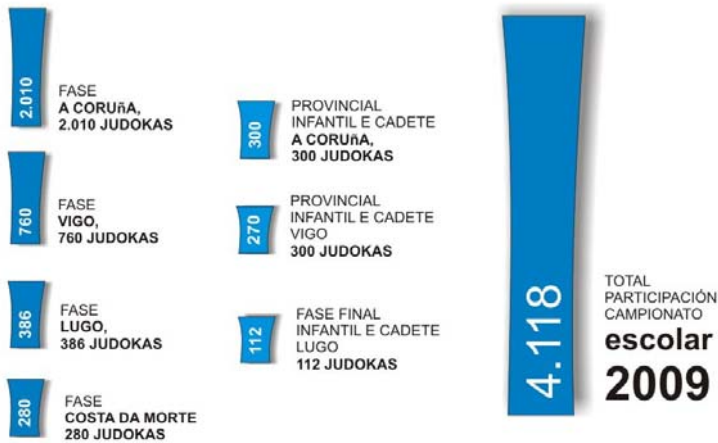 2.010
FASE
A CORUñA,
2.010 JUDOKAS
760
FASE
VIGO,
760 JUDOKAS
386
FASE
LUGO,
386 JUDOKAS
280
FASE
COSTA DA MORTE
280 JUDOKAS
300
PROVINCIAL
INFANTIL E CADETE
A CORUñA,
300 JUDOKAS
270
PROVINCIAL
INFANTIL E CADETE
VIGO
300 JUDOKAS
112
FASE FINAL
INFANTIL E CADETE
LUGO
112 JUDOKAS
4.118
TOTAL
PARTICIPACIÓN
CAMPIONATO
escolar
2009